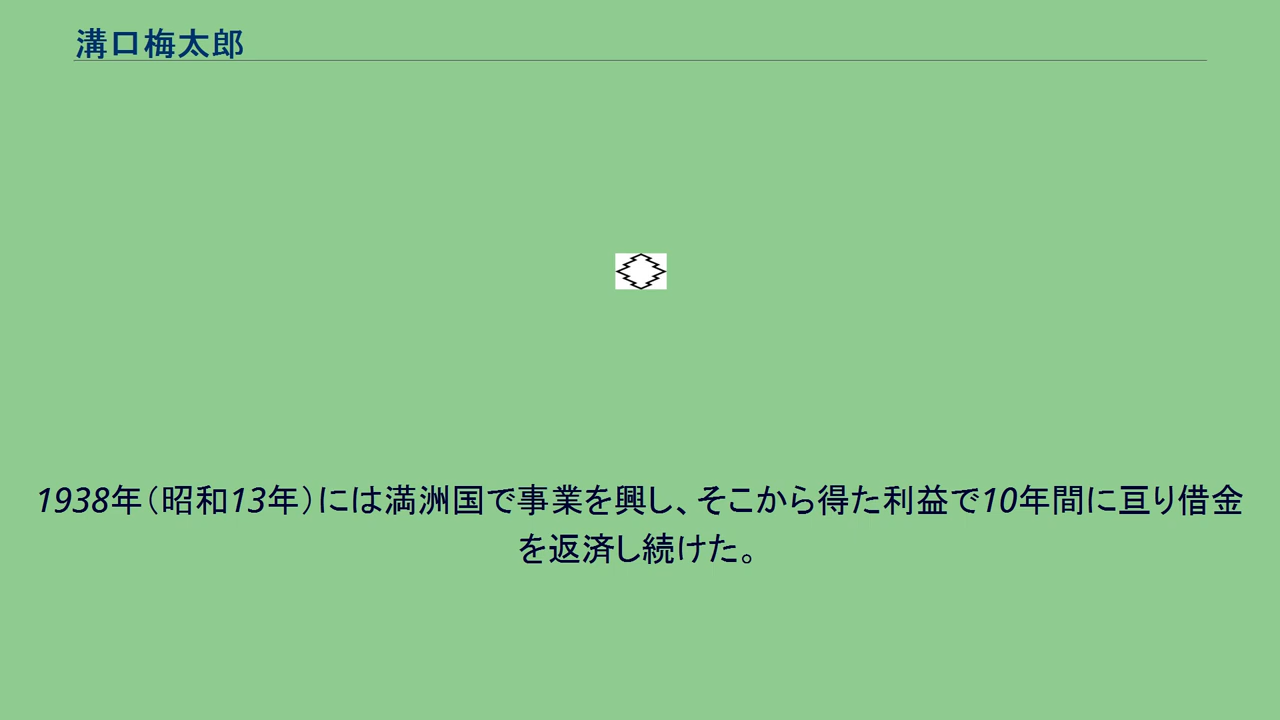 溝口梅太郎
1938年（昭和13年）には満洲国で事業を興し、そこから得た利益で10年間に亘り借金
を返済し続けた。